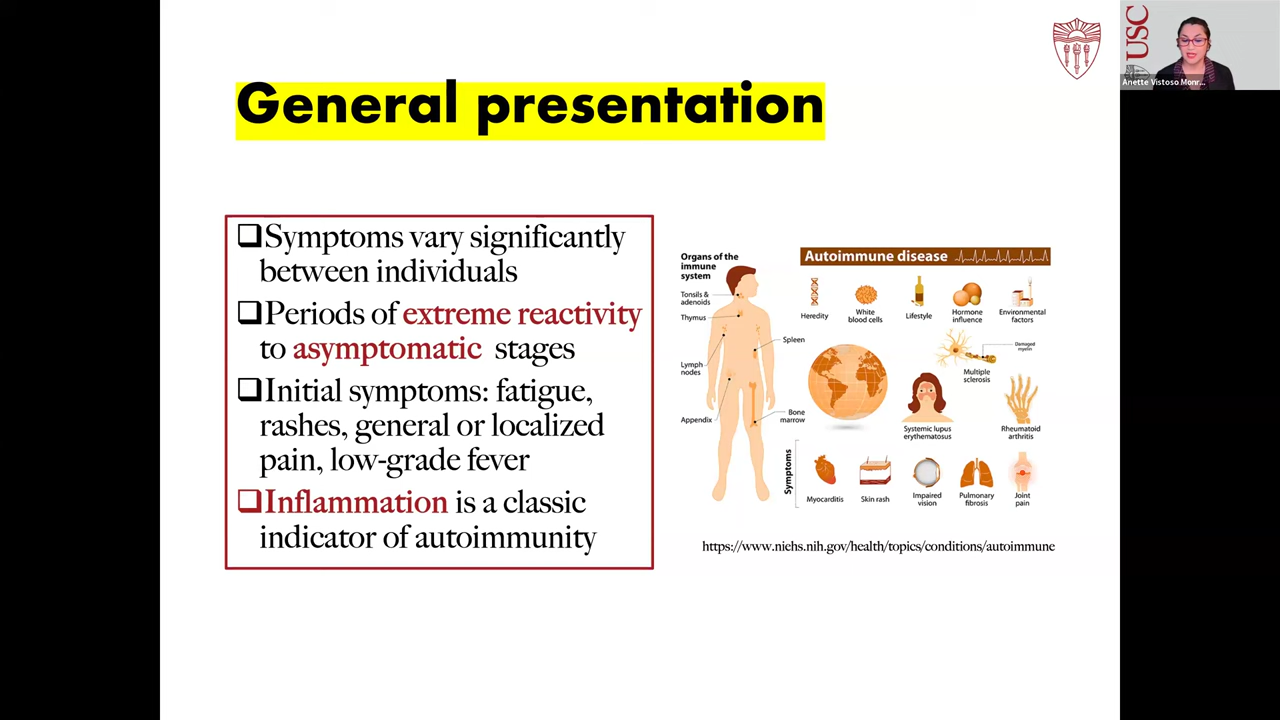 General presentation
USC
Anette Vistoso Monr...
Symptoms vary significantly
between individuals
Periods of extreme reactivity
to asymptomatic stages
Initial symptoms: fatigue,
rashes, general or localized
pain, low-grade fever
Inflammation is a classic
indicator of autoimmunity
Organs of the
immune
system
Tonsils &
adenoids
Thymus
Spleen
Lymph
nodes
Appendix
Bone
marrow
Autoimmune disease
Heredity
White
blood cells
Lifestyle
Hormone
influence
Environmental
factors
Damaged
myelin
Multiple
sclerosis
Systemic lupus
erythematosus
Rheumatoid
arthritis
Symptoms
Myocarditis
Skin rash
Impaired
vision
Pulmonary
fibrosis
Joint
pain
https://www.niehs.nih.gov/health/topics/conditions/autoimmune